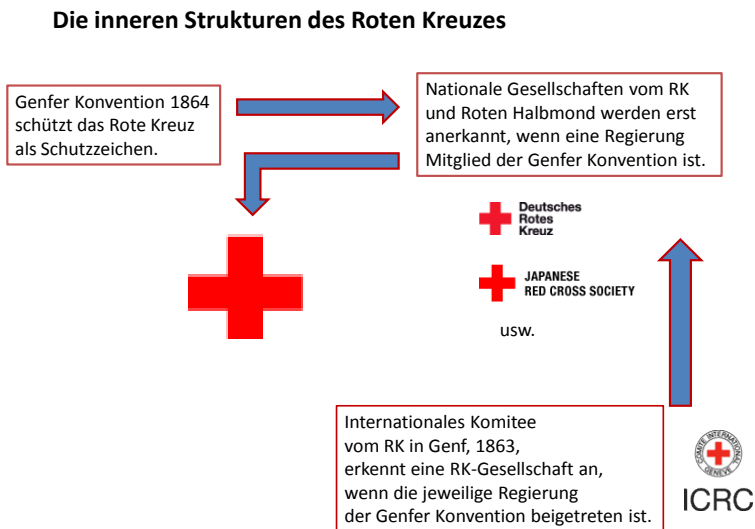 Die inneren Strukturen des Roten Kreuzes
Genfer Konvention 1864
schützt das Rote Kreuz
als Schutzzeichen.
Nationale Gesellschaften vom RK
und Roten Halbmond werden erst
anerkannt, wenn eine Regierung
Mitglied der Genfer Konvention ist.
Deutsches
Rotes
Kreuz
JAPANESE
RED CROSS SOCIETY
usw.
Internationales Komitee
vom RK in Genf, 1863,
erkennt eine RK-Gesellschaft an,
wenn die jeweilige Regierung
der Genfer Konvention beigetreten ist.
COMITE INTERNATIONAL
GENEVE
ICRC